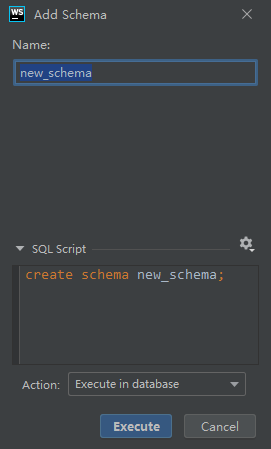 WS Add Schema
Name:
new_schema
SQL Script
create schema new_schema;
Action: Execute in database
Execute Cancel